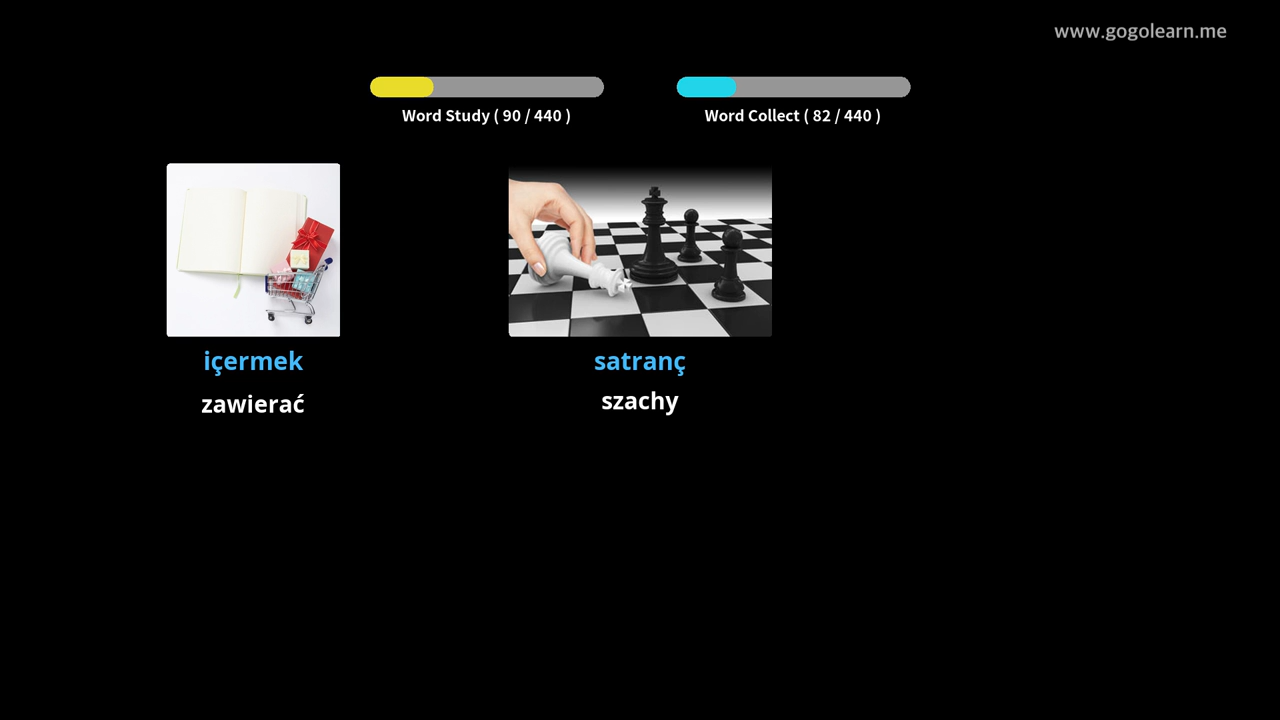 www.gogolearn.me
Word Study ( 90 / 440 )
Word Collect ( 82 / 440 )
içermek
zawierać
satranç
szachy